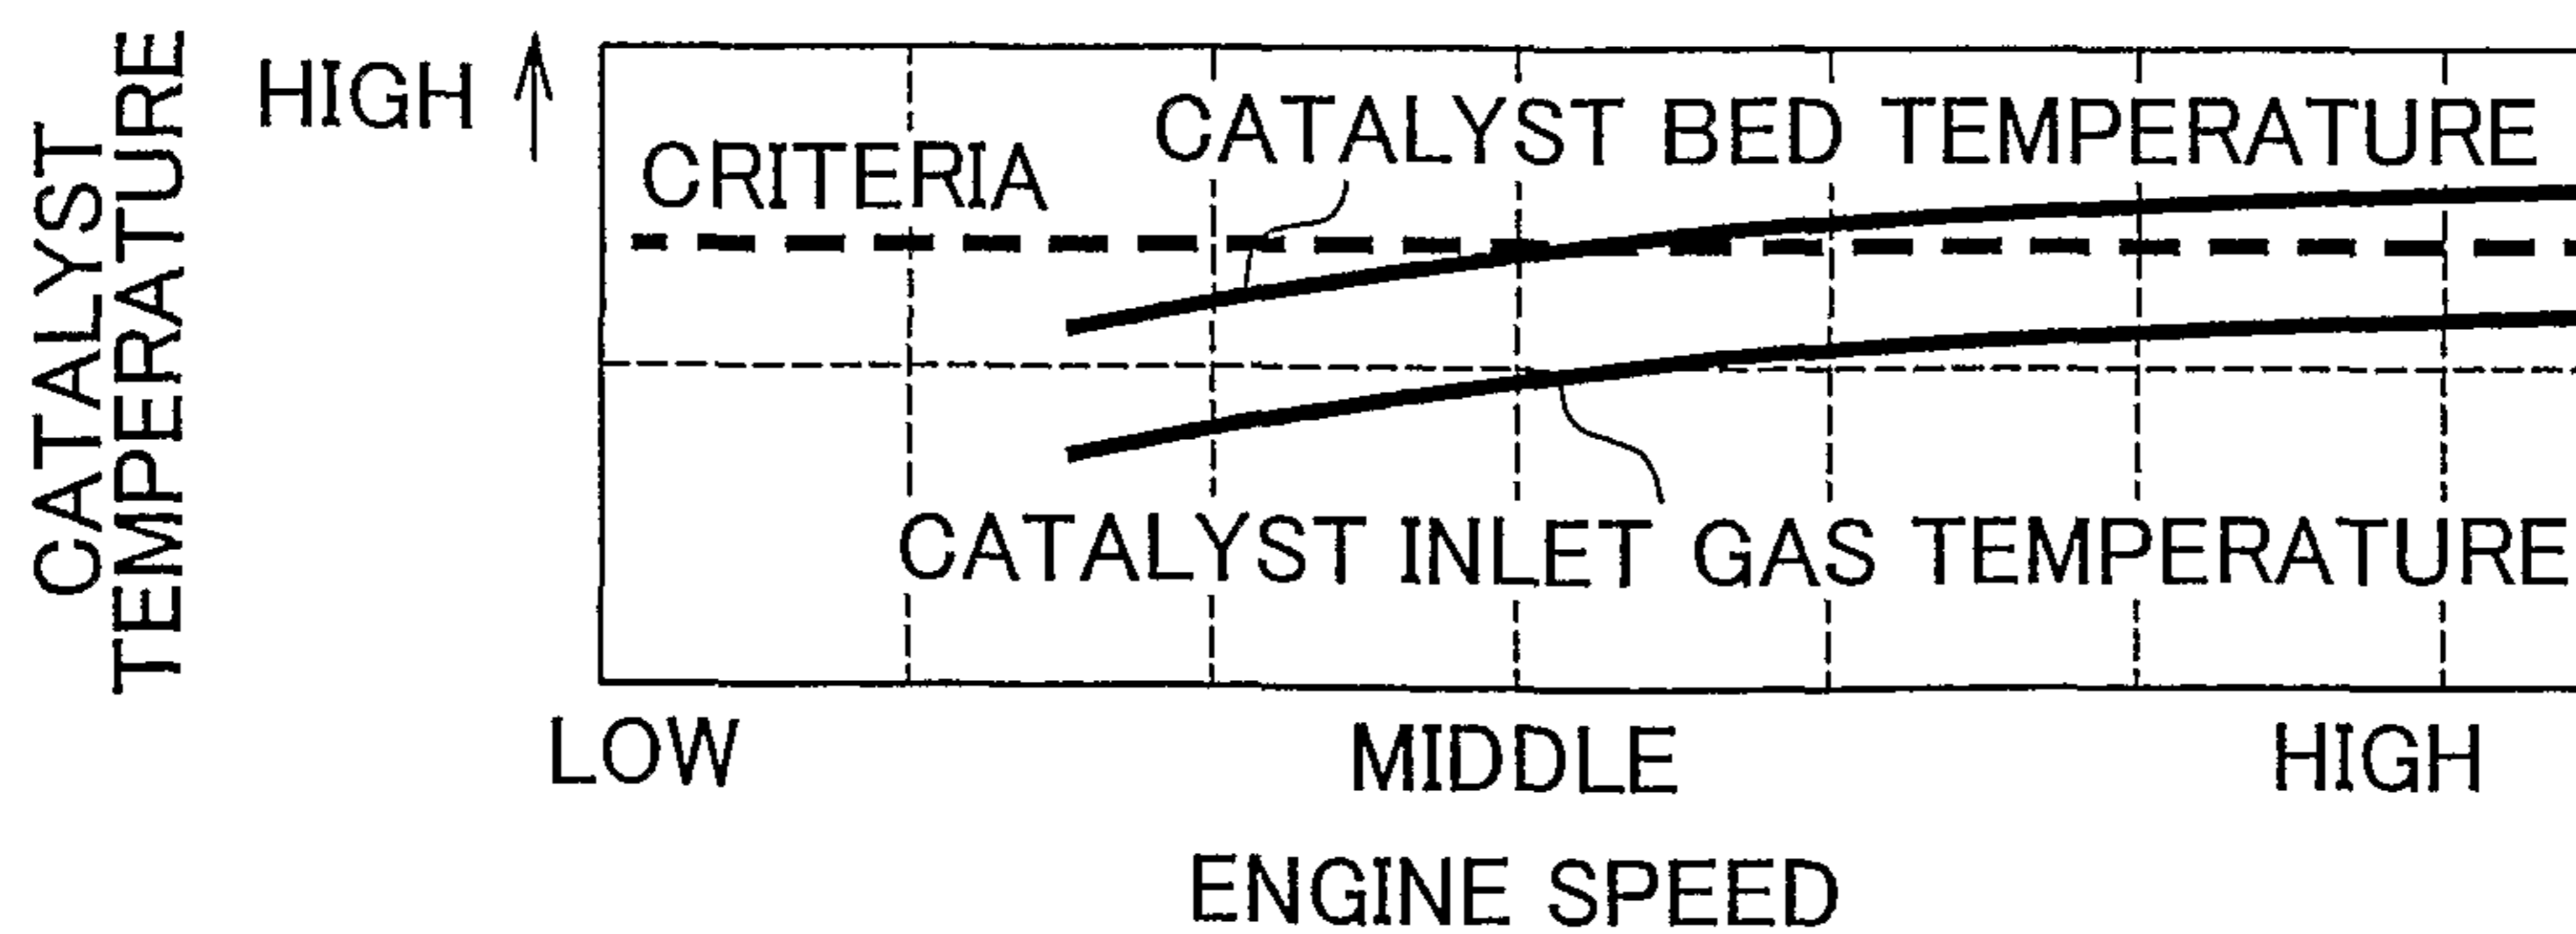 CATALYST
TEMPERATURE
HIGH
CATALYST BED TEMPERATURE
CRITERIA
CATALYST INLET GAS TEMPERATURE
LOW
MIDDLE
HIGH
ENGINE SPEED